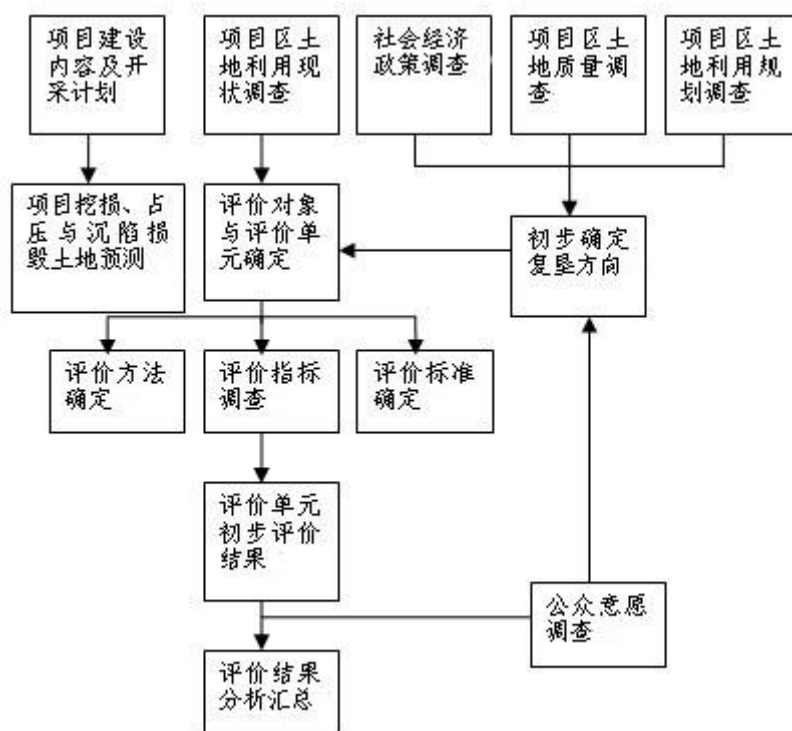 项目建设
内容及开
采计划
项目区土
地利用现
状调查
社会经济
政策调查
项目区土
地质量调
查
项目区土
地利用规
划调查
项目挖损、占
压与沉陷损
毁土地预测
评价对象
与评价单
元确定
初步确定
复垦方向
评价方法
确定
评价指标
调查
评价标准
确定
评价单元
初步评价
结果
公众意愿
调查
评价结果
分析汇总